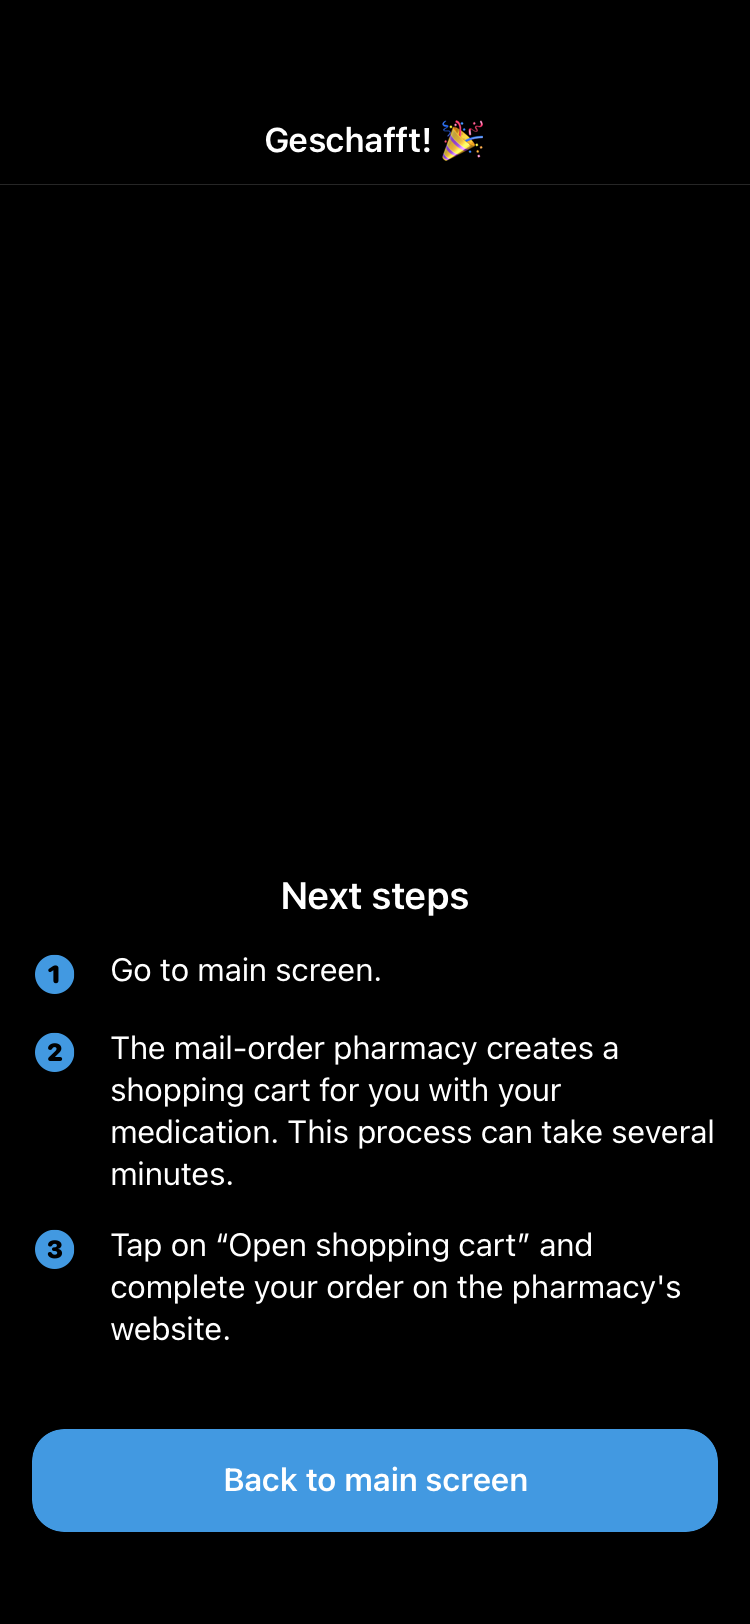 Geschafft! 🎉
Next steps
1 Go to main screen.
2 The mail-order pharmacy creates a
shopping cart for you with your
medication. This process can take several
minutes.
3 Tap on “Open shopping cart” and
complete your order on the pharmacy's
website.
Back to main screen